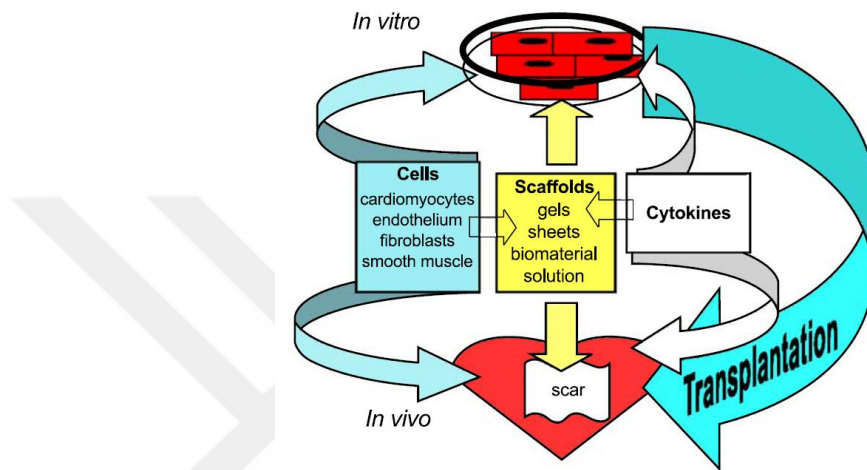 In vitro
Cells
cardiomyocytes
endothelium
fibroblasts
smooth muscle
Scaffolds
gels
sheets
biomaterial
solution
Cytokines
Transplantation
scar
In vivo